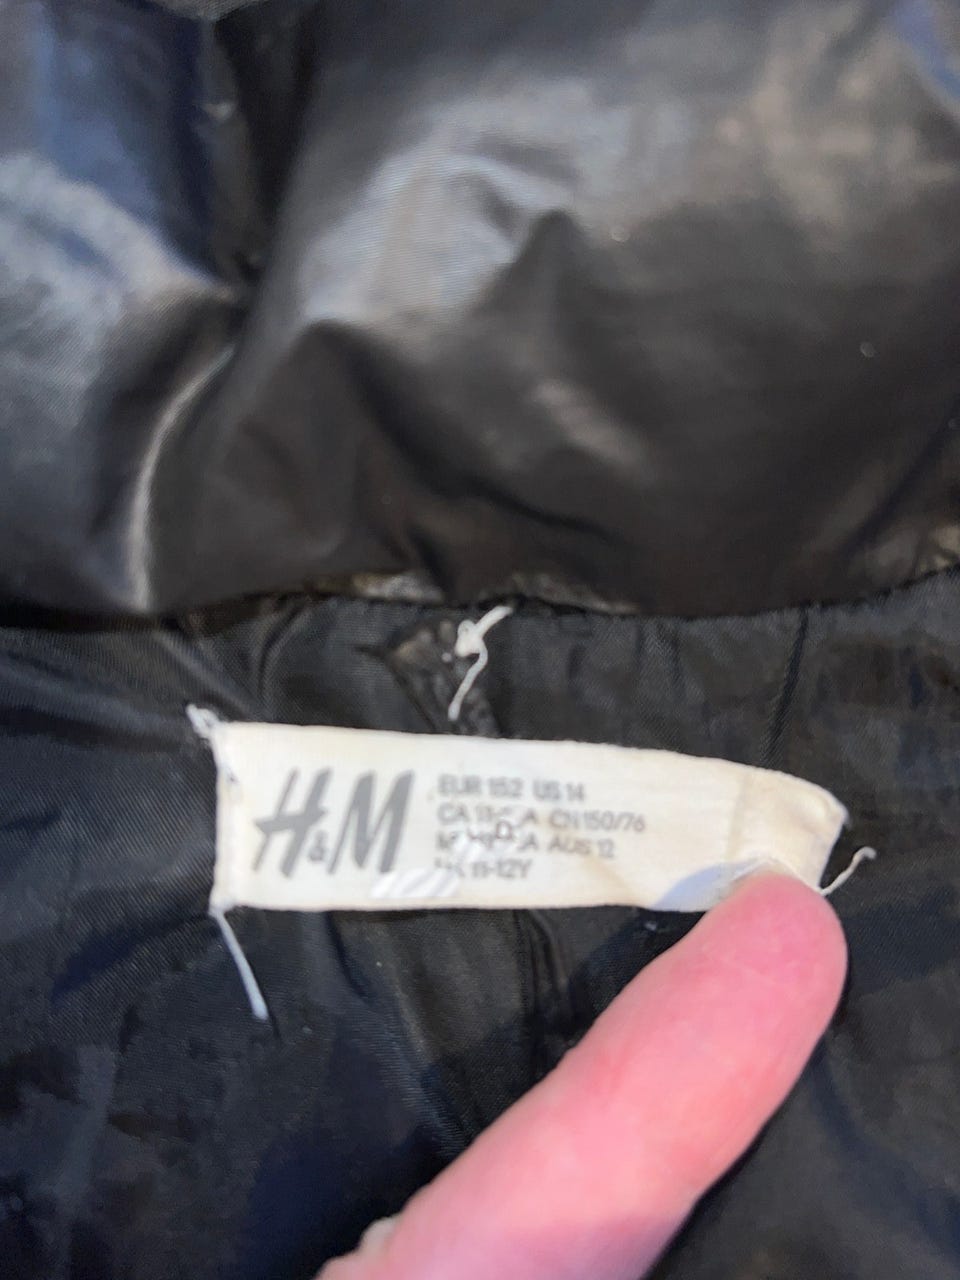 H&M
EUR 152 US 14
CN 150/76
AUS 12
11-12Y